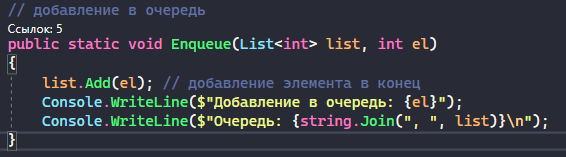 // добавление в очередь
Ссылок: 5
public static void Enqueue(List<int> list, int el)
{
list.Add(el); // добавление элемента в конец
Console.WriteLine($"Добавление в очередь: {el}");
Console.WriteLine($"Очередь: {string.Join(", ", list)}\n");
}